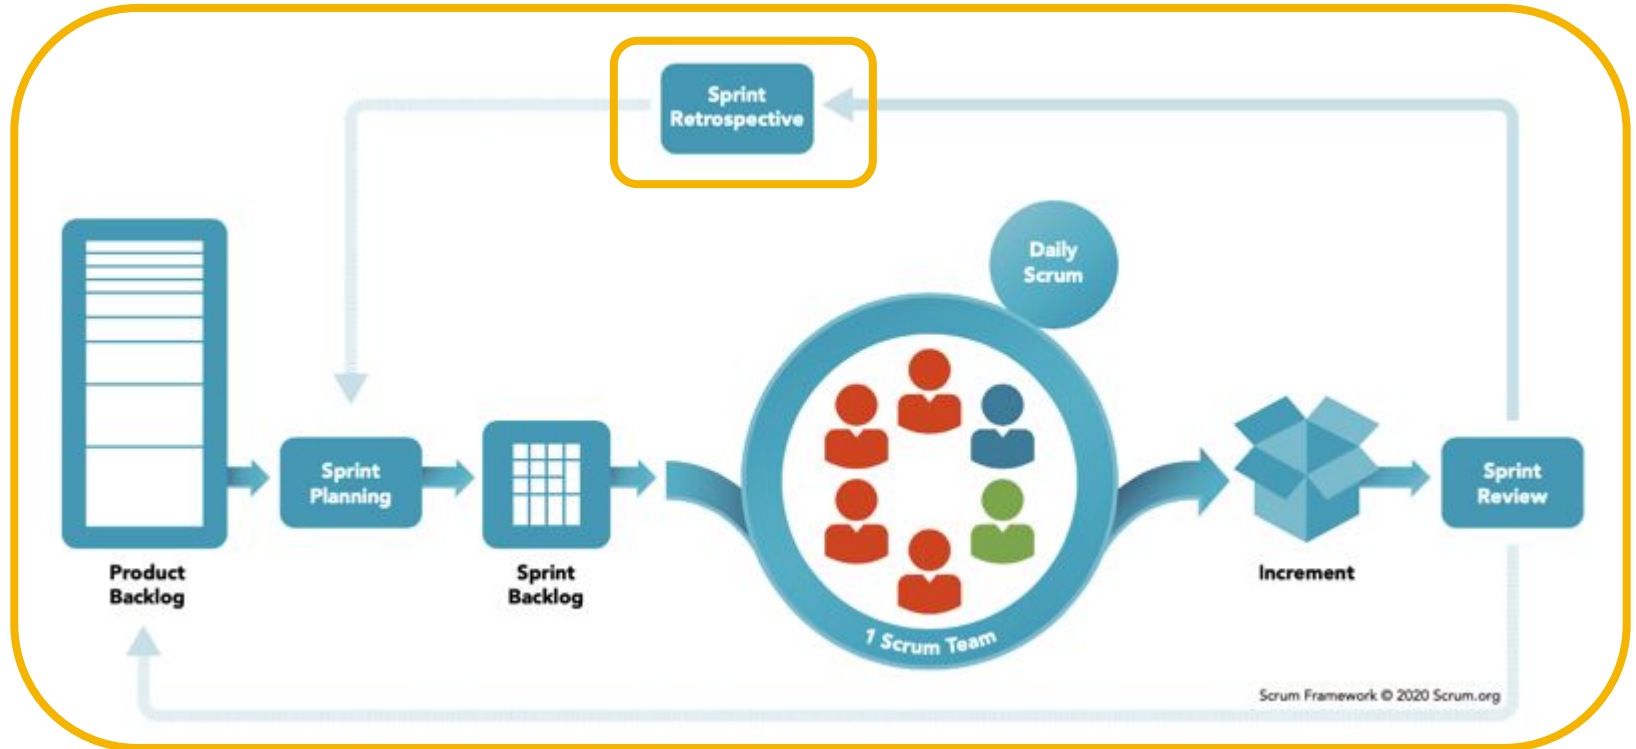 Sprint
Retrospective
Daily
Scrum
Sprint
Planning
Sprint
Review
Product
Backlog
Sprint
Backlog
Increment
1 Scrum Team
Scrum Framework © 2020 Scrum.org